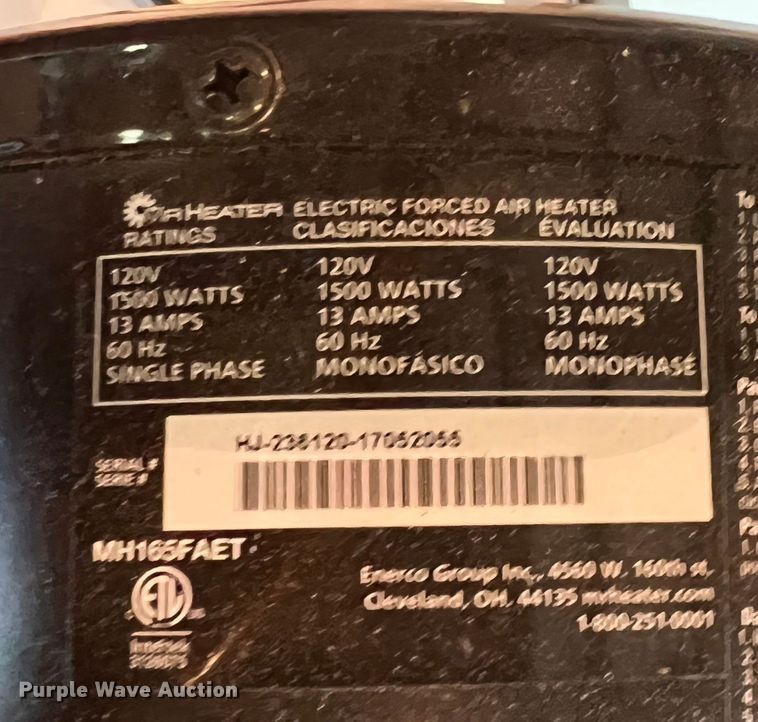 MR HEATER ELECTRIC FORCED AIR HEATER
RATINGS CLASIFICACIONES ÉVALUATION
120V 120V 120V
1500 WATTS 1500 WATTS 1500 WATTS
13 AMPS 13 AMPS 13 AMPS
60 Hz 60 Hz 60 Hz
SINGLE PHASE MONOFÁSICO MONOPHASÉ
HJ-238120-17052055
SERIAL #
SERIE #
MH165FAET
Enerco Group Inc., 4560 W. 160th st,
Cleveland, OH. 44135 mrheater.com
1-800-251-0001
ETL
Intertek
Purple Wave Auction